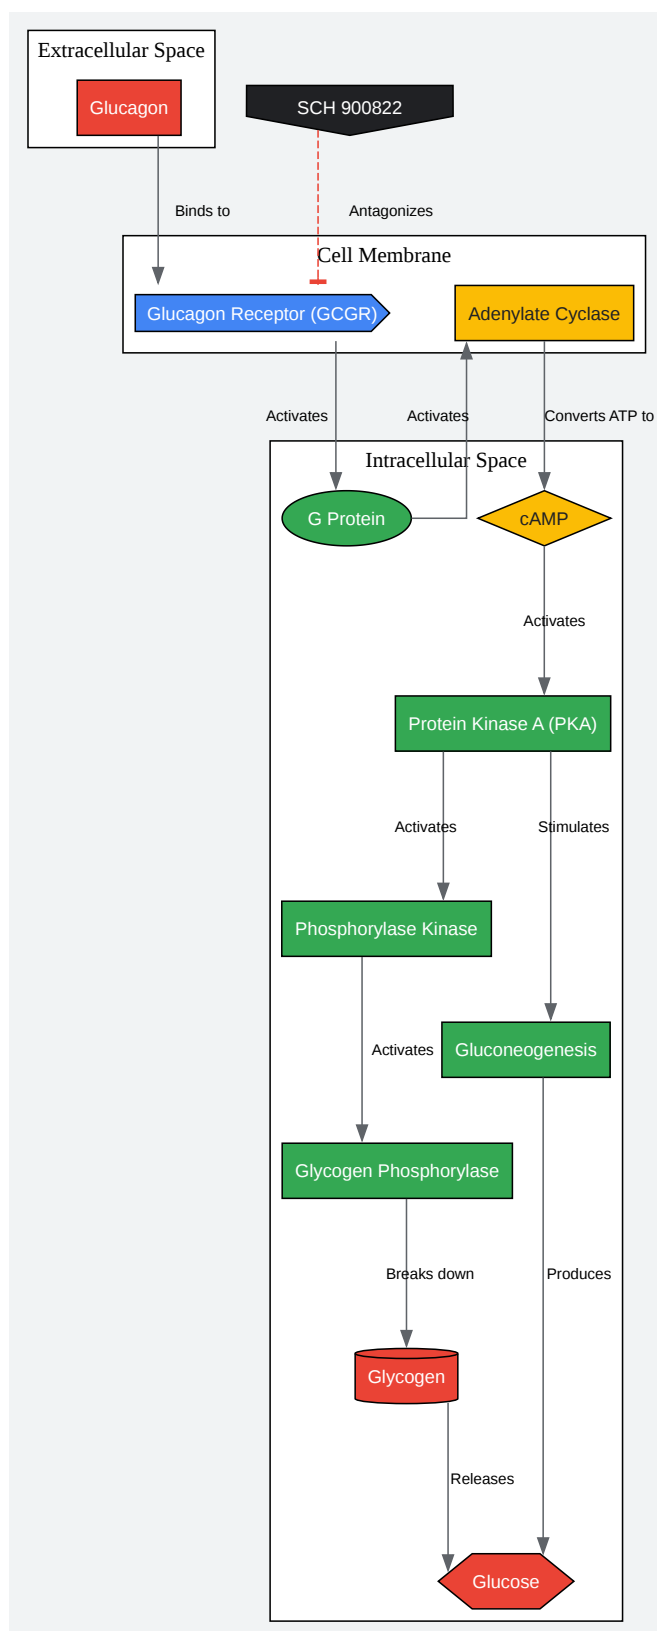 Extracellular Space
Glucagon
SCH 900822
Binds to
Antagonizes
Cell Membrane
Glucagon Receptor (GCGR)
Adenylate Cyclase
Activates
Activates
Converts ATP to
Intracellular Space
G Protein
cAMP
Activates
Protein Kinase A (PKA)
Activates
Stimulates
Phosphorylase Kinase
Activates
Gluconeogenesis
Glycogen Phosphorylase
Breaks down
Produces
Glycogen
Releases
Glucose